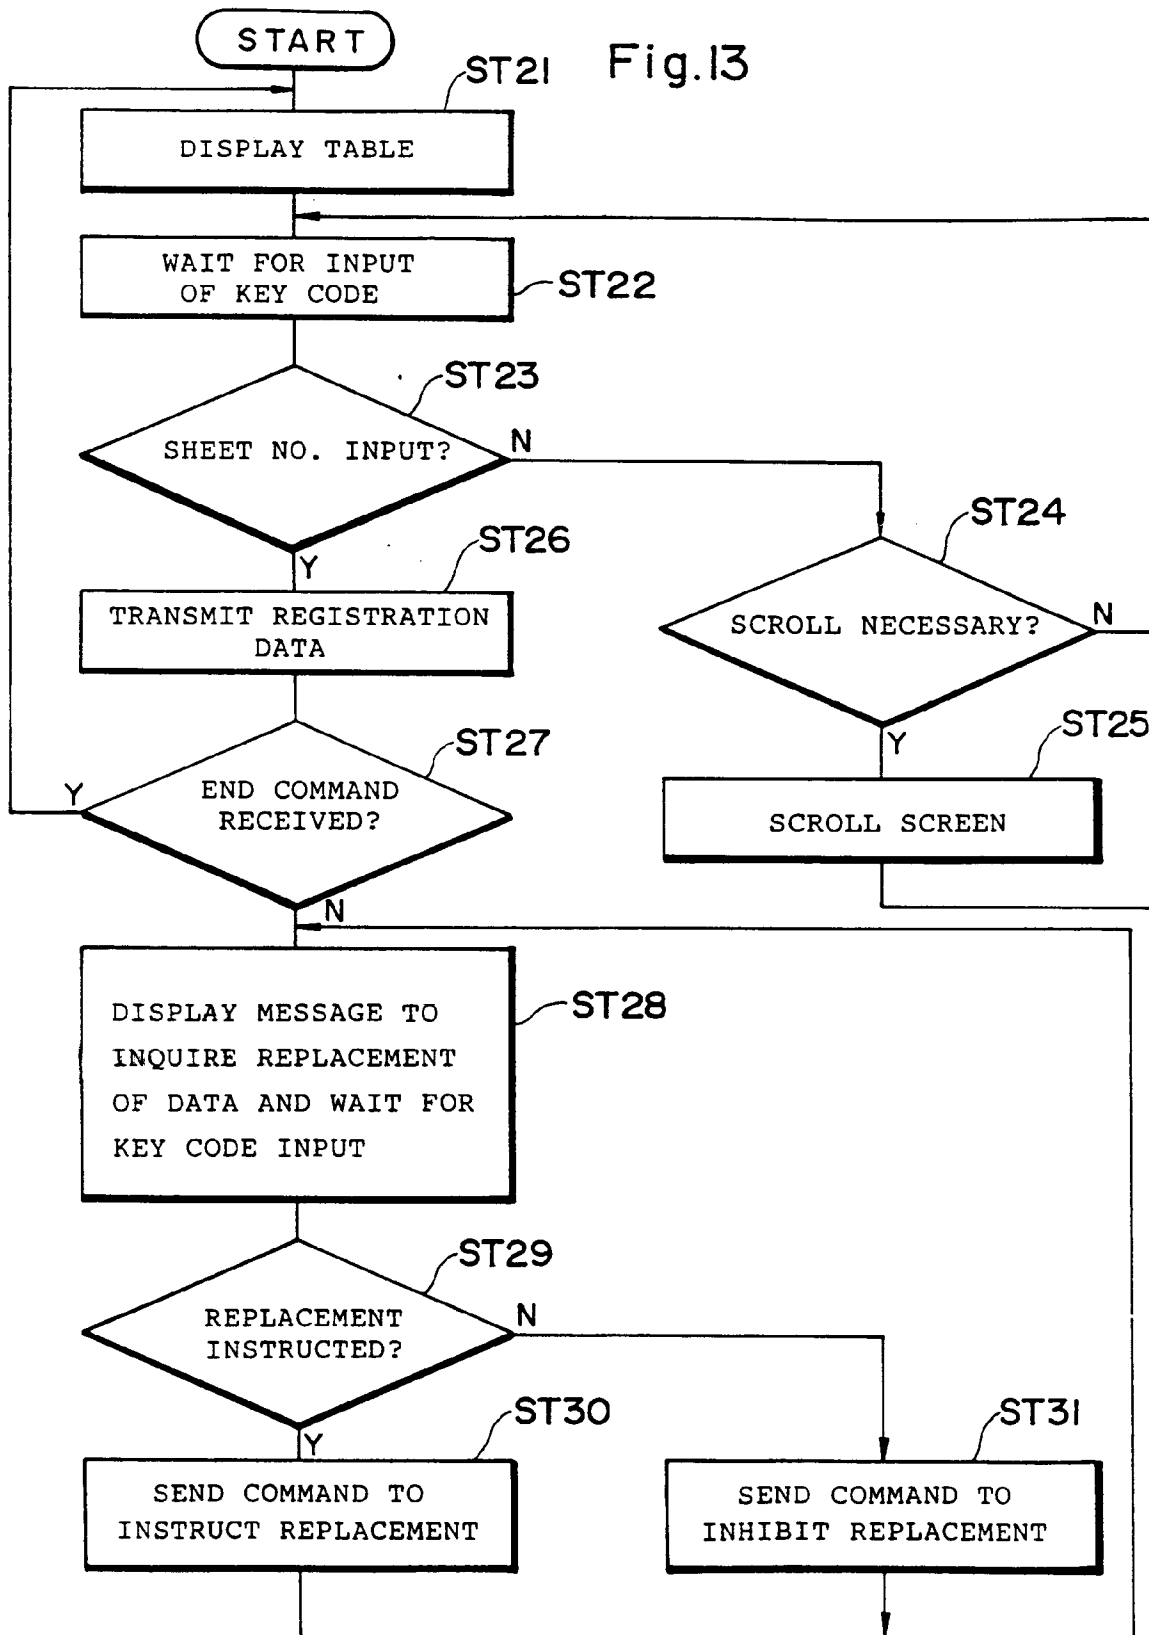 START
Fig.13
ST21
DISPLAY TABLE
WAIT FOR INPUT
OF KEY CODE
ST22
ST23
SHEET NO. INPUT?
N
Y
ST24
SCROLL NECESSARY?
N
Y
ST25
SCROLL SCREEN
ST26
TRANSMIT REGISTRATION
DATA
ST27
END COMMAND
RECEIVED?
Y
N
ST28
DISPLAY MESSAGE TO
INQUIRE REPLACEMENT
OF DATA AND WAIT FOR
KEY CODE INPUT
ST29
REPLACEMENT
INSTRUCTED?
N
Y
ST30
SEND COMMAND TO
INSTRUCT REPLACEMENT
ST31
SEND COMMAND TO
INHIBIT REPLACEMENT